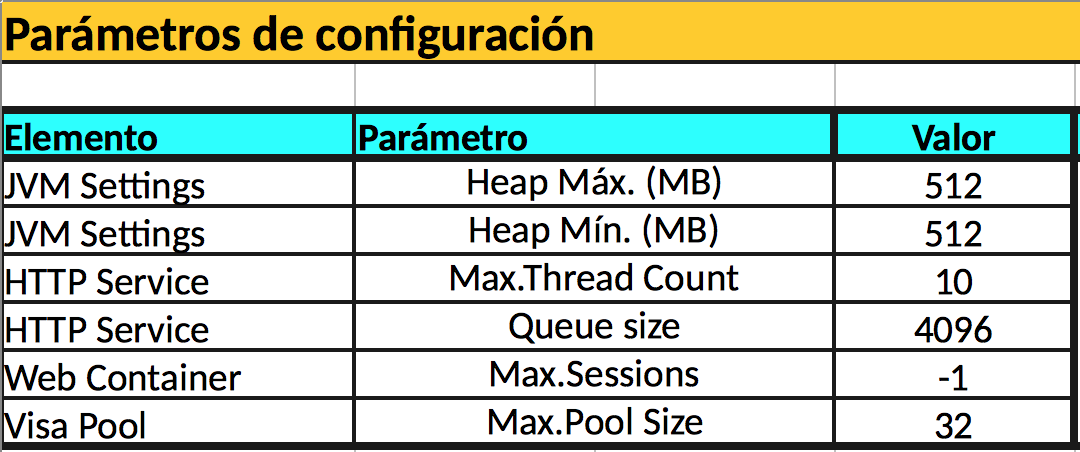 Parámetros de configuración
Elemento Parámetro Valor
JVM Settings Heap Máx. (MB) 512
JVM Settings Heap Mín. (MB) 512
HTTP Service Max.Thread Count 10
HTTP Service Queue size 4096
Web Container Max.Sessions -1
Visa Pool Max.Pool Size 32